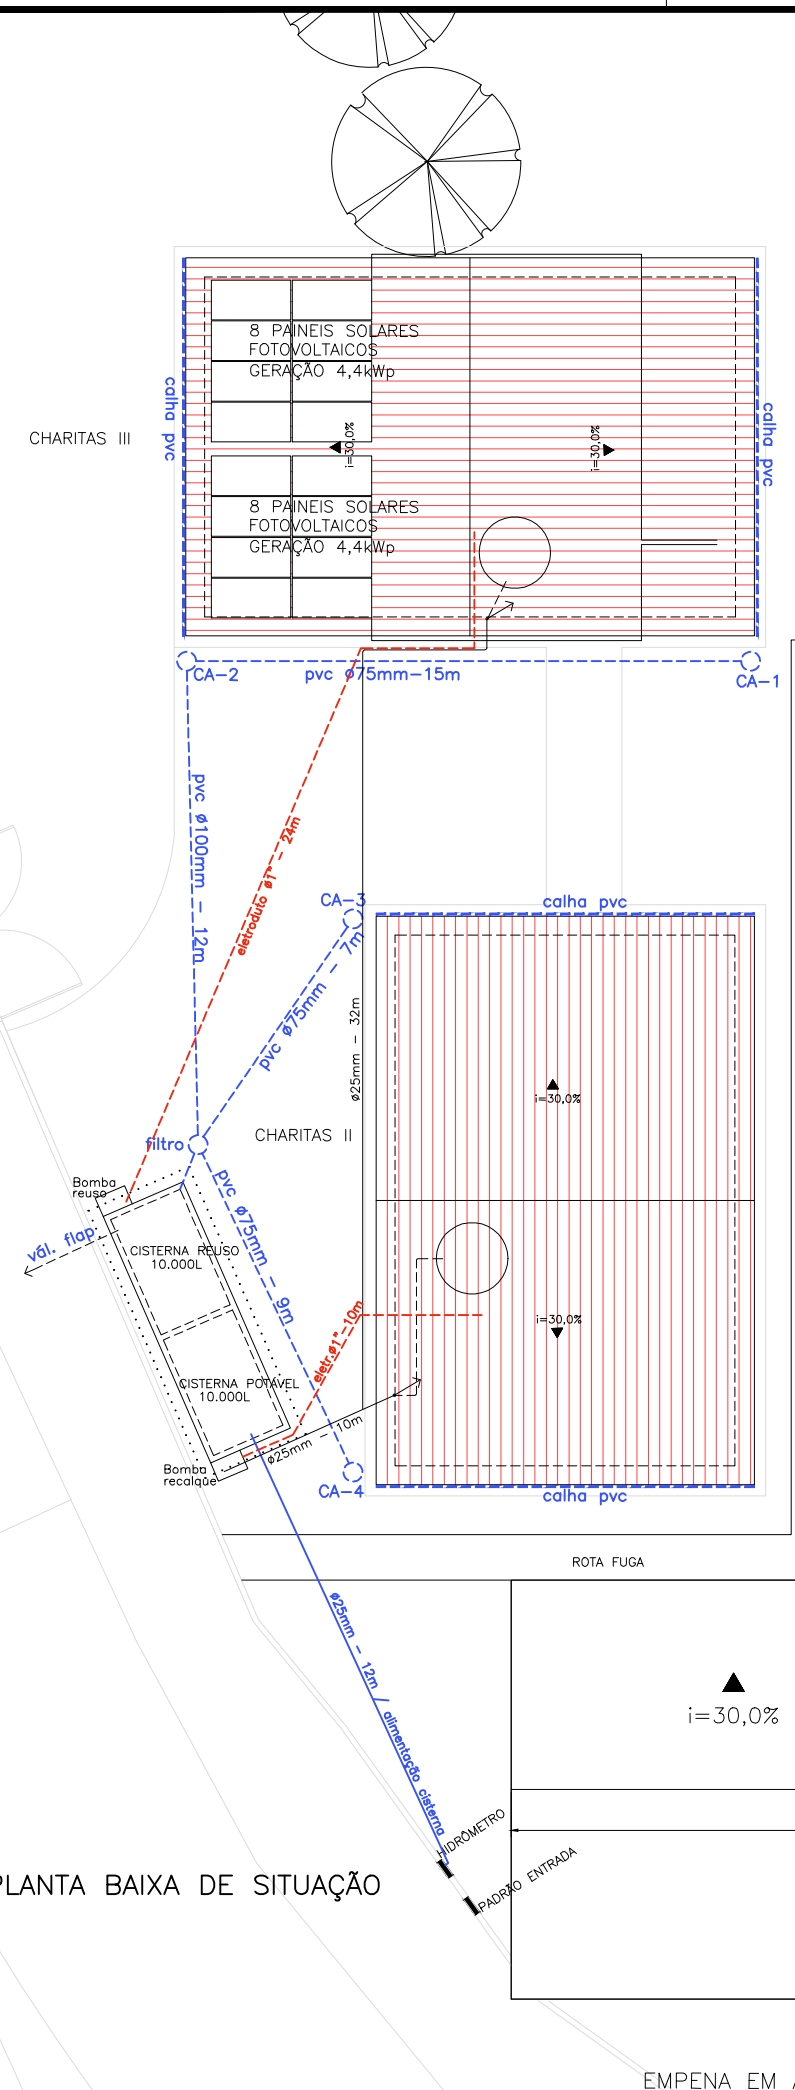 8 PAINEIS SOLARES
FOTOVOLTAICOS
GERAÇÃO 4,4kWp
calha pvc
calha pvc
i=30,0%
i=30,0%
CHARITAS III
8 PAINEIS SOLARES
FOTOVOLTAICOS
GERAÇÃO 4,4kWp
CA-2
pvc ø75mm-15m
CA-1
pvc ø100mm - 12m
eletroduto ø1" - 24m
CA-3
calha pvc
pvc ø75mm - 7m
ø25mm - 32m
i=30,0%
CHARITAS II
filtro
Bomba
reuso
pvc ø75mm - 9m
vál. flap
CISTERNA REUSO
10.000L
i=30,0%
eletr.ø1"-10m
CISTERNA POTÁVEL
10.000L
ø25mm - 10m
Bomba
recalque
CA-4
calha pvc
ROTA FUGA
ø25mm - 12m / alimentação cisterna
i=30,0%
HIDRÔMETRO
PADRÃO ENTRADA
PLANTA BAIXA DE SITUAÇÃO
EMPENA EM